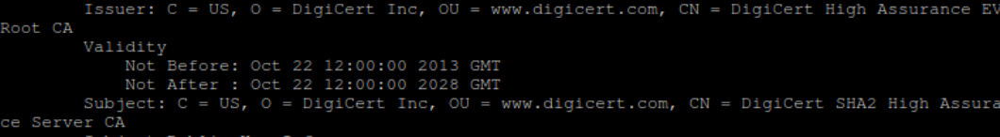 Issuer: C = US, O = DigiCert Inc, OU = www.digicert.com, CN = DigiCert High Assurance EV
Root CA
Validity
Not Before: Oct 22 12:00:00 2013 GMT
Not After : Oct 22 12:00:00 2028 GMT
Subject: C = US, O = DigiCert Inc, OU = www.digicert.com, CN = DigiCert SHA2 High Assura
ce Server CA